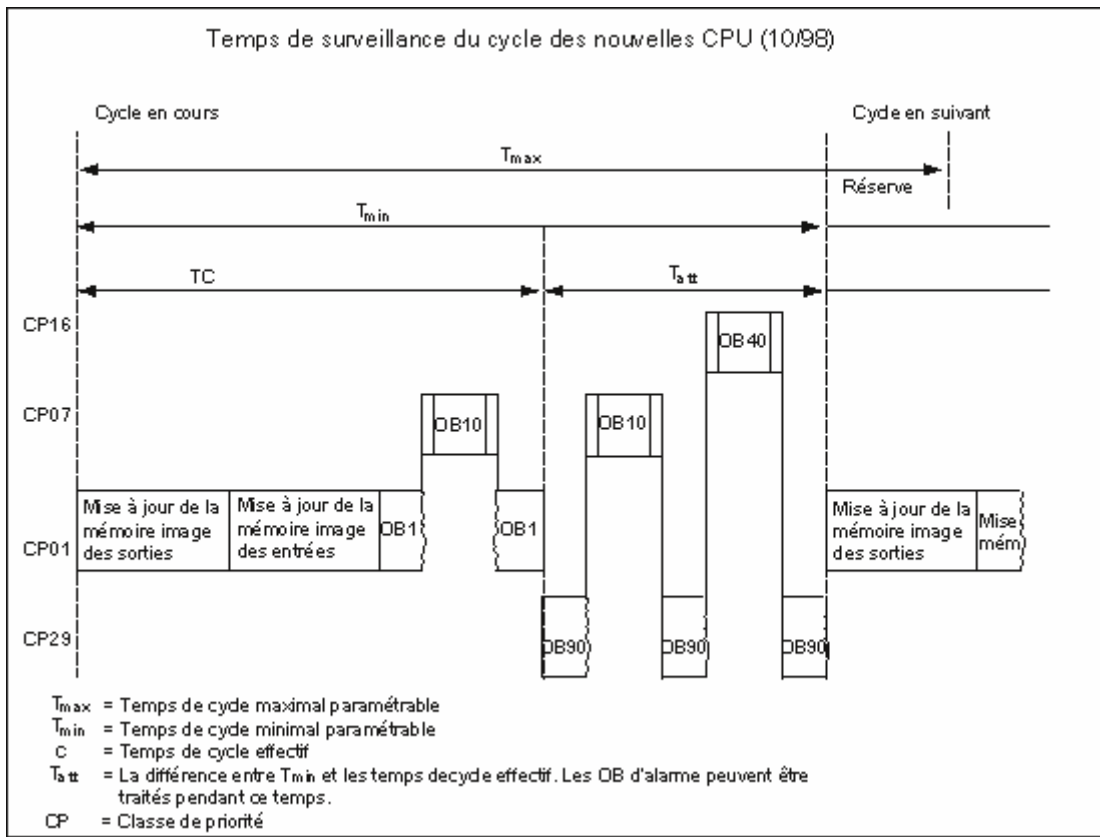 Temps de surveillance du cycle des nouvelles CPU (10/98)
Cycle en cours
Cycle en suivant
Tmax
Réserve
Tmin
TC
Tatt
CP16
OB40
CP07
OB10
OB10
Mise à jour de la
mémoire image
des sorties
Mise à jour de la
mémoire image
des entrées
OB1
OB1
Mise à jour de la
mémoire image
des sorties
Mise
mém
CP01
CP29
OB90
OB90
OB90
Tmax = Temps de cycle maximal paramétrable
Tmin = Temps de cycle minimal paramétrable
C = Temps de cycle effectif
Tatt = La différence entre Tmin et les temps decycle effectif. Les OB d'alarme peuvent être
traités pendant ce temps.
CP = Classe de priorité